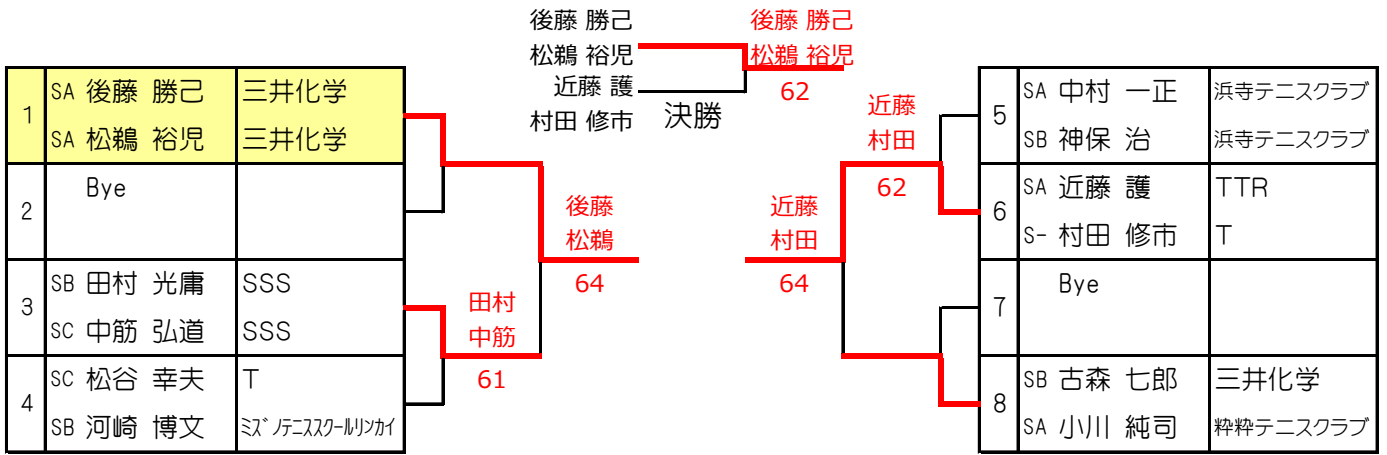 後藤 勝己
松鵜 裕児
近藤 護
村田 修市
決勝
後藤 勝己
松鵜 裕児
62
1
SA 後藤 勝己 三井化学
SA 松鵜 裕児 三井化学
2
Bye
3
SB 田村 光庸 SSS
SC 中筋 弘道 SSS
4
SC 松谷 幸夫 T
SB 河崎 博文 ミズノテニススクールリンカイ
田村
中筋
61
後藤
松鵜
64
近藤
村田
64
近藤
村田
62
5
SA 中村 一正 浜寺テニスクラブ
SB 神保 治 浜寺テニスクラブ
6
SA 近藤 護 TTR
S- 村田 修市 T
7
Bye
8
SB 古森 七郎 三井化学
SA 小川 純司 粋粋テニスクラブ